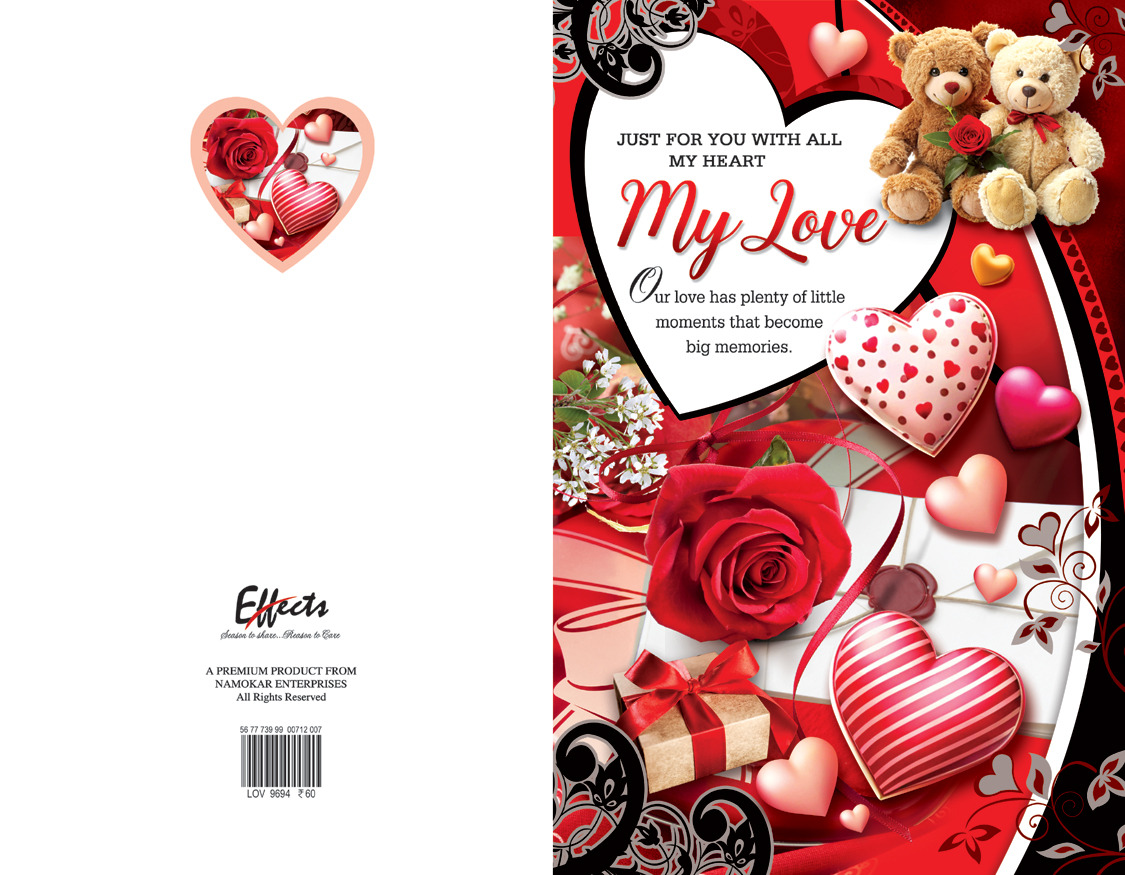 JUST FOR YOU WITH ALL
MY HEART
My Love
Our love has plenty of little
moments that become
big memories.
Effects
Season to share...Reason to Care
A PREMIUM PRODUCT FROM
NAMOKAR ENTERPRISES
All Rights Reserved
56 77 739 99 00712 007
LOV 9694 ₹ 60